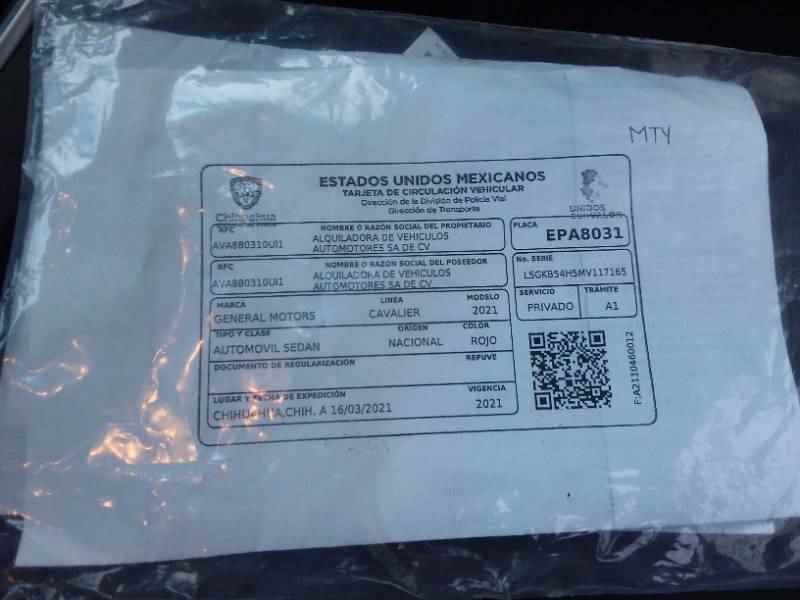 MTY
ESTADOS UNIDOS MEXICANOS
TARJETA DE CIRCULACIÓN VEHICULAR
Dirección de la División de Policía Vial
Dirección de Transporte
Chihuahua
UNIDOS
RFC NOMBRE O RAZÓN SOCIAL DEL PROPIETARIO
AVA880310UI1 ALQUILADORA DE VEHICULOS
AUTOMOTORES SA DE CV
PLACA
EPA8031
RFC NOMBRE O RAZÓN SOCIAL DEL POSEEDOR
AVA880310UI1 ALQUILADORA DE VEHICULOS
AUTOMOTORES SA DE CV
No. SERIE
LSGKB54H5MV117165
MARCA LINEA MODELO
GENERAL MOTORS CAVALIER 2021
SERVICIO TRÁMITE
PRIVADO A1
TIPO Y CLASE ORIGEN COLOR
AUTOMOVIL SEDAN NACIONAL ROJO
DOCUMENTO DE REGULARIZACIÓN REFUVE
LUGAR Y FECHA DE EXPEDICIÓN VIGENCIA
CHIHUAHUA,CHIH. A 16/03/2021 2021
F:A2110460012